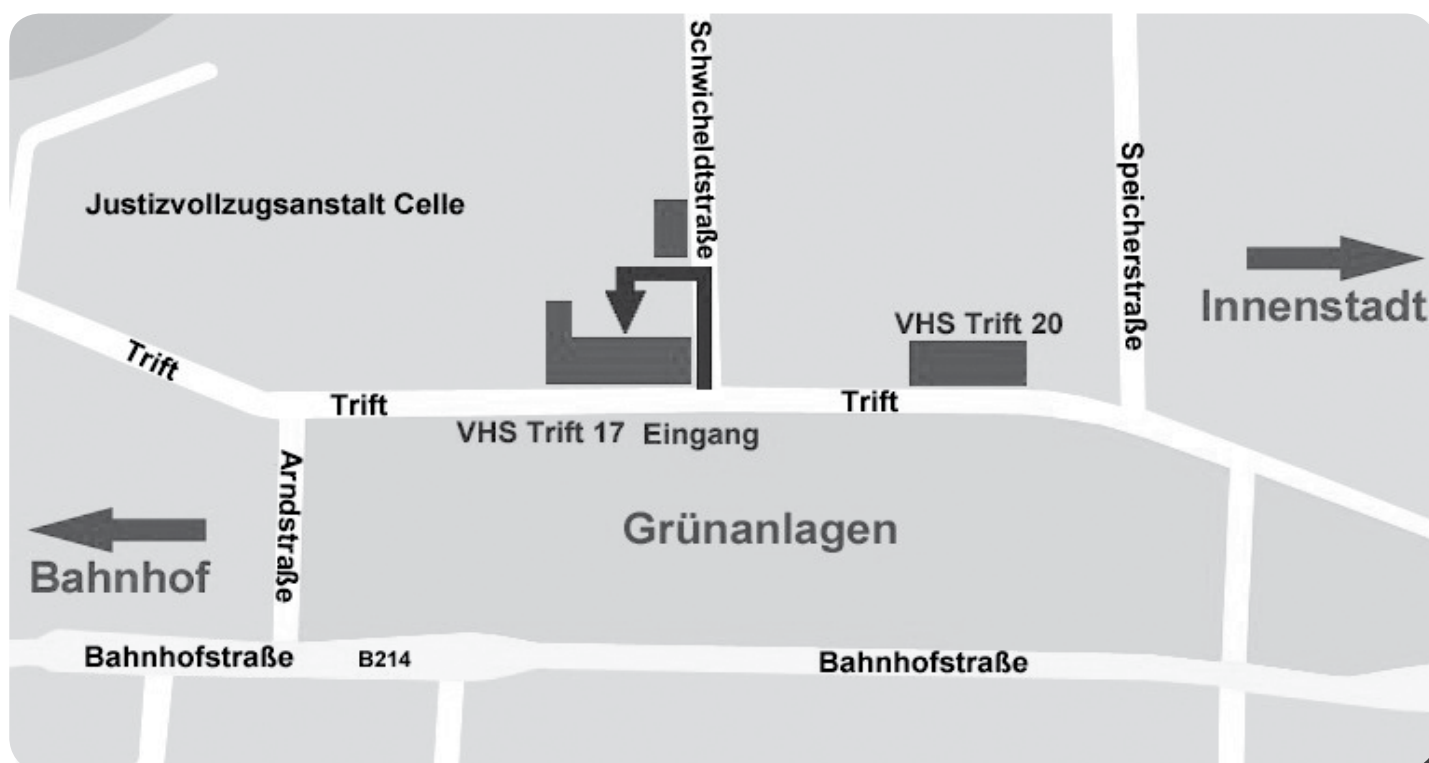 Schwicheldtstraße
Speicherstraße
Justizvollzugsanstalt Celle
Innenstadt
VHS Trift 20
Trift
Trift
Trift
VHS Trift 17 Eingang
Arndstraße
Grünanlagen
Bahnhof
Bahnhofstraße
B214
Bahnhofstraße